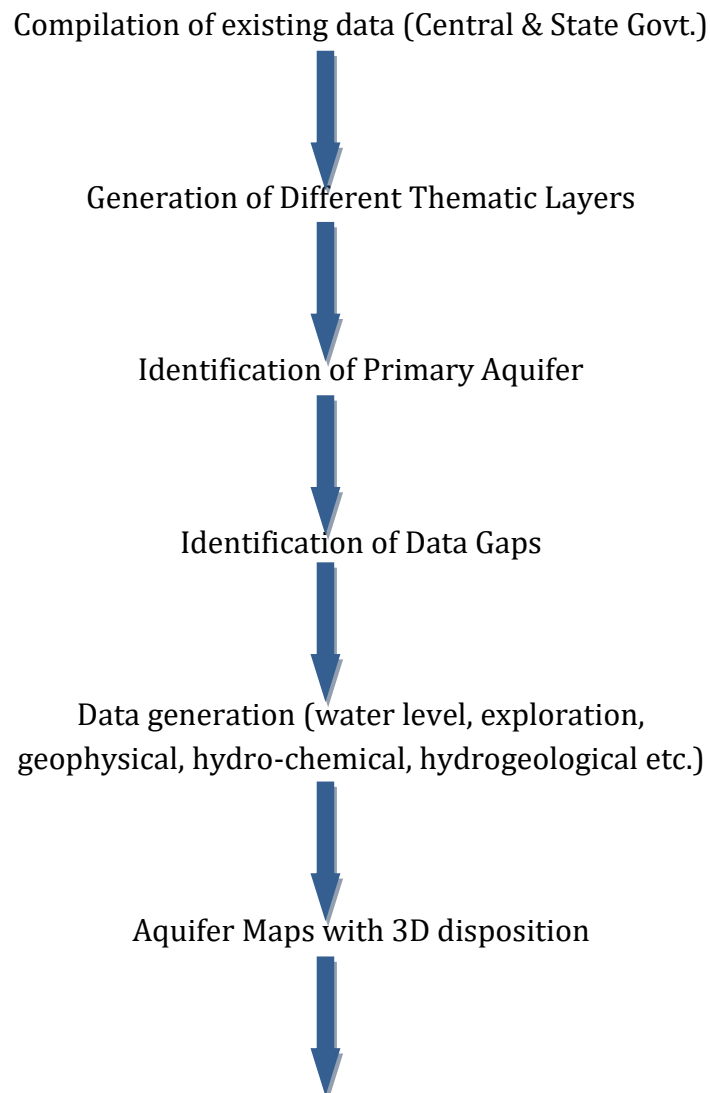 Compilation of existing data (Central & State Govt.)
Generation of Different Thematic Layers
Identification of Primary Aquifer
Identification of Data Gaps
Data generation (water level, exploration,
geophysical, hydro-chemical, hydrogeological etc.)
Aquifer Maps with 3D disposition